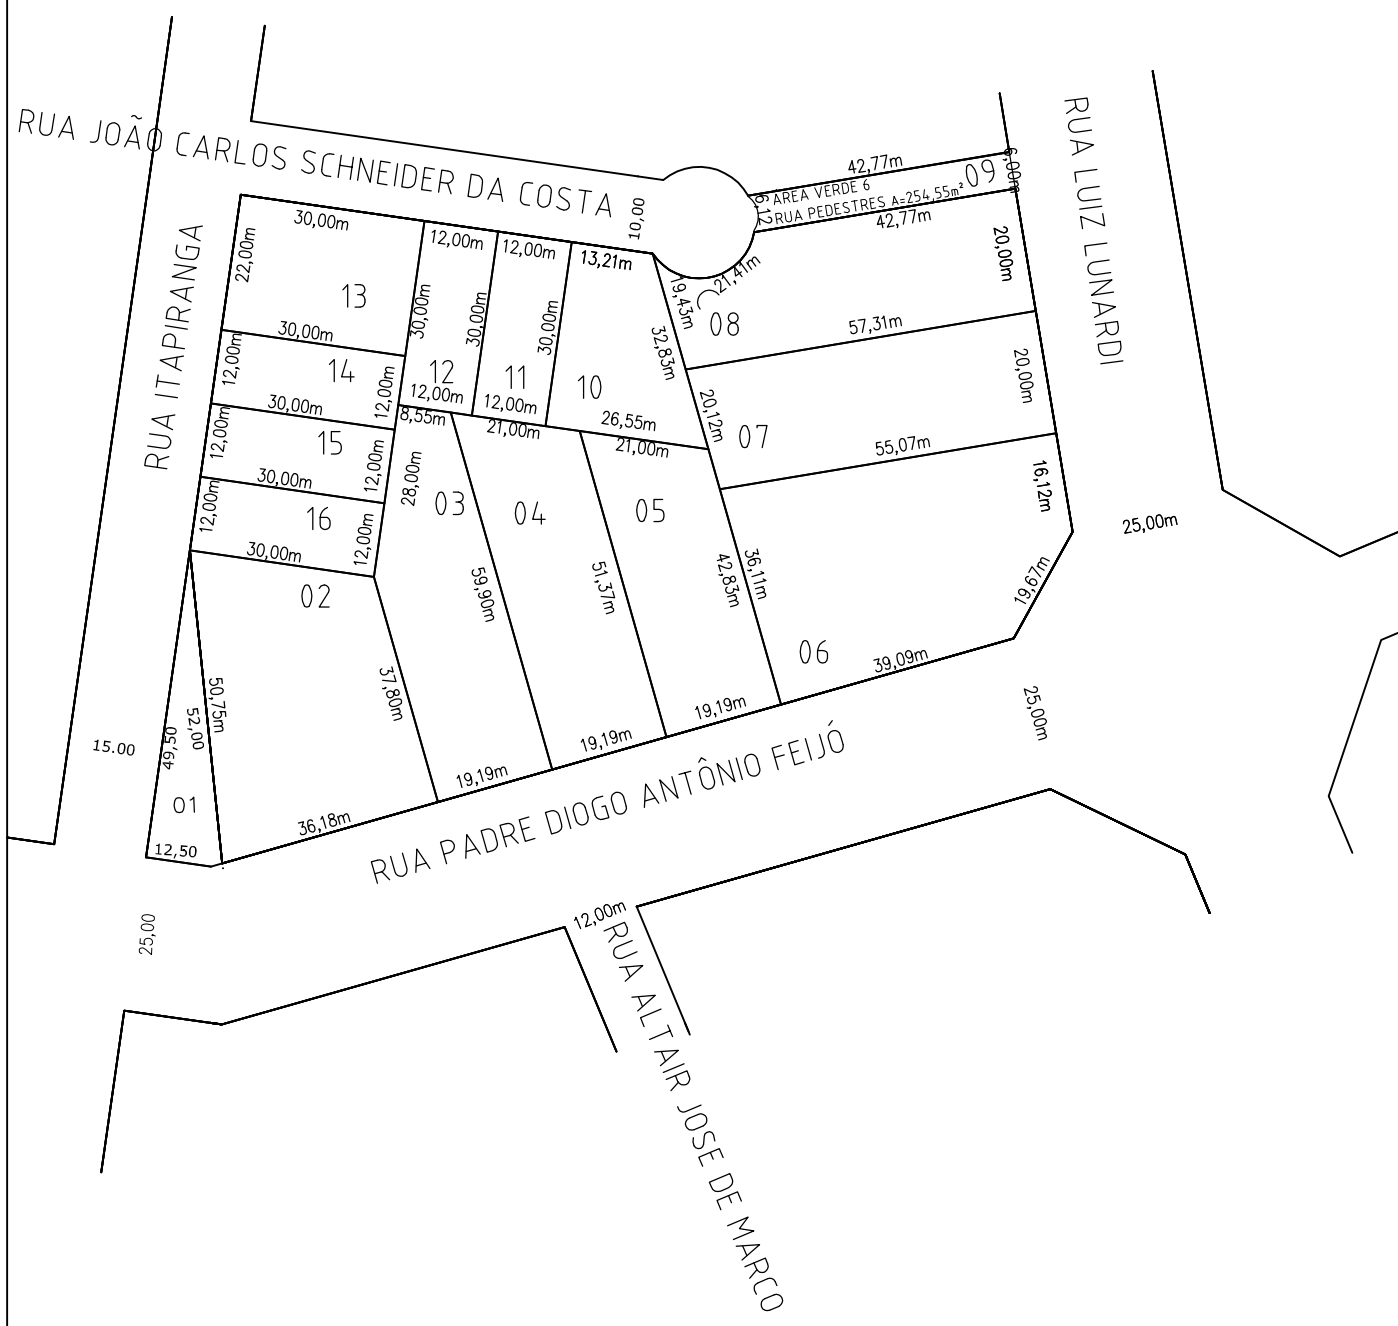 RUA JOÃO CARLOS SCHNEIDER DA COSTA
10,00
RUA LUIZ LUNARDI
42,77m
09
6,00m
ÁREA VERDE 6
RUA PEDESTRES A=254,55m²
6,12
42,77m
RUA ITAPIRANGA
30,00m
22,00m
13
30,00m
12,00m
12,00m
13,21m
30,00m
30,00m
30,00m
12
11
10
12,00m
12,00m
26,55m
32,83m
19,43m
21,41m
08
20,00m
57,31m
12,00m
14
12,00m
30,00m
20,12m
07
20,00m
55,07m
12,00m
15
12,00m
30,00m
8,55m
21,00m
21,00m
28,00m
03
04
05
12,00m
16
12,00m
30,00m
02
59,90m
51,37m
42,83m
36,11m
16,12m
25,00m
19,67m
06
39,09m
37,80m
50,75m
52,00
49,50
15.00
01
12,50
36,18m
19,19m
19,19m
19,19m
25,00m
RUA PADRE DIOGO ANTÔNIO FEIJÓ
25,00
12,00m
RUA ALTAIR JOSE DE MARCO